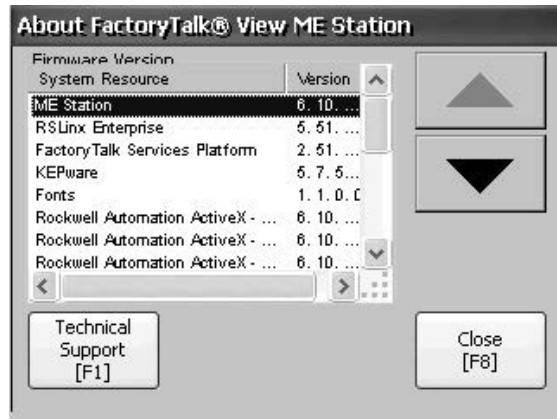 About FactoryTalk® View ME Station
Firmware Version
System Resource Version
ME Station 6. 10. ...
RSLinx Enterprise 5. 51. ...
FactoryTalk Services Platform 2. 51. ...
KEPware 5. 7. 5...
Fonts 1. 1. 0. 0
Rockwell Automation ActiveX - ... 6. 10. ...
Rockwell Automation ActiveX - ... 6. 10. ...
Rockwell Automation ActiveX - ... 6. 10. ...
Technical
Support
[F1]
Close
[F8]